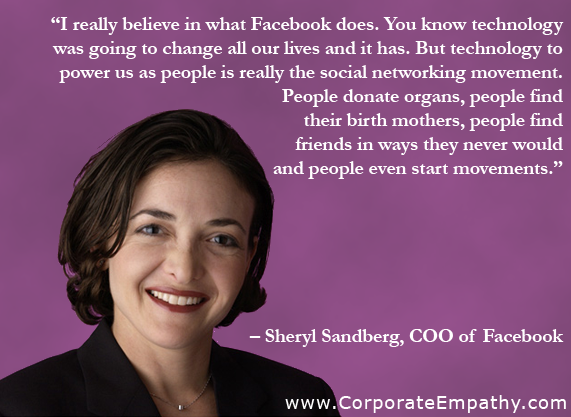 “I really believe in what Facebook does. You know technology
was going to change all our lives and it has. But technology to
power us as people is really the social networking movement.
People donate organs, people find
their birth mothers, people find
friends in ways they never would
and people even start movements.”
– Sheryl Sandberg, COO of Facebook
www.CorporateEmpathy.com